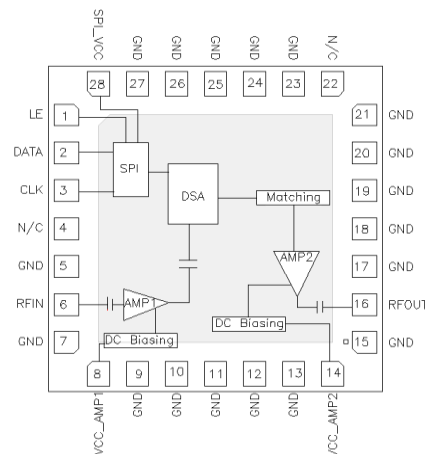 SPI_VCC
GND
GND
GND
GND
GND
N/C
28
27
26
25
24
23
22
LE
1
21
GND
DATA
2
SPI
20
GND
CLK
3
DSA
Matching
19
GND
N/C
4
18
GND
GND
5
AMP2
17
GND
RFIN
6
AMP1
16
RFOUT
GND
7
DC Biasing
DC Biasing
15
GND
8
9
10
11
12
13
14
VCC_AMP1
GND
GND
GND
GND
GND
VCC_AMP2